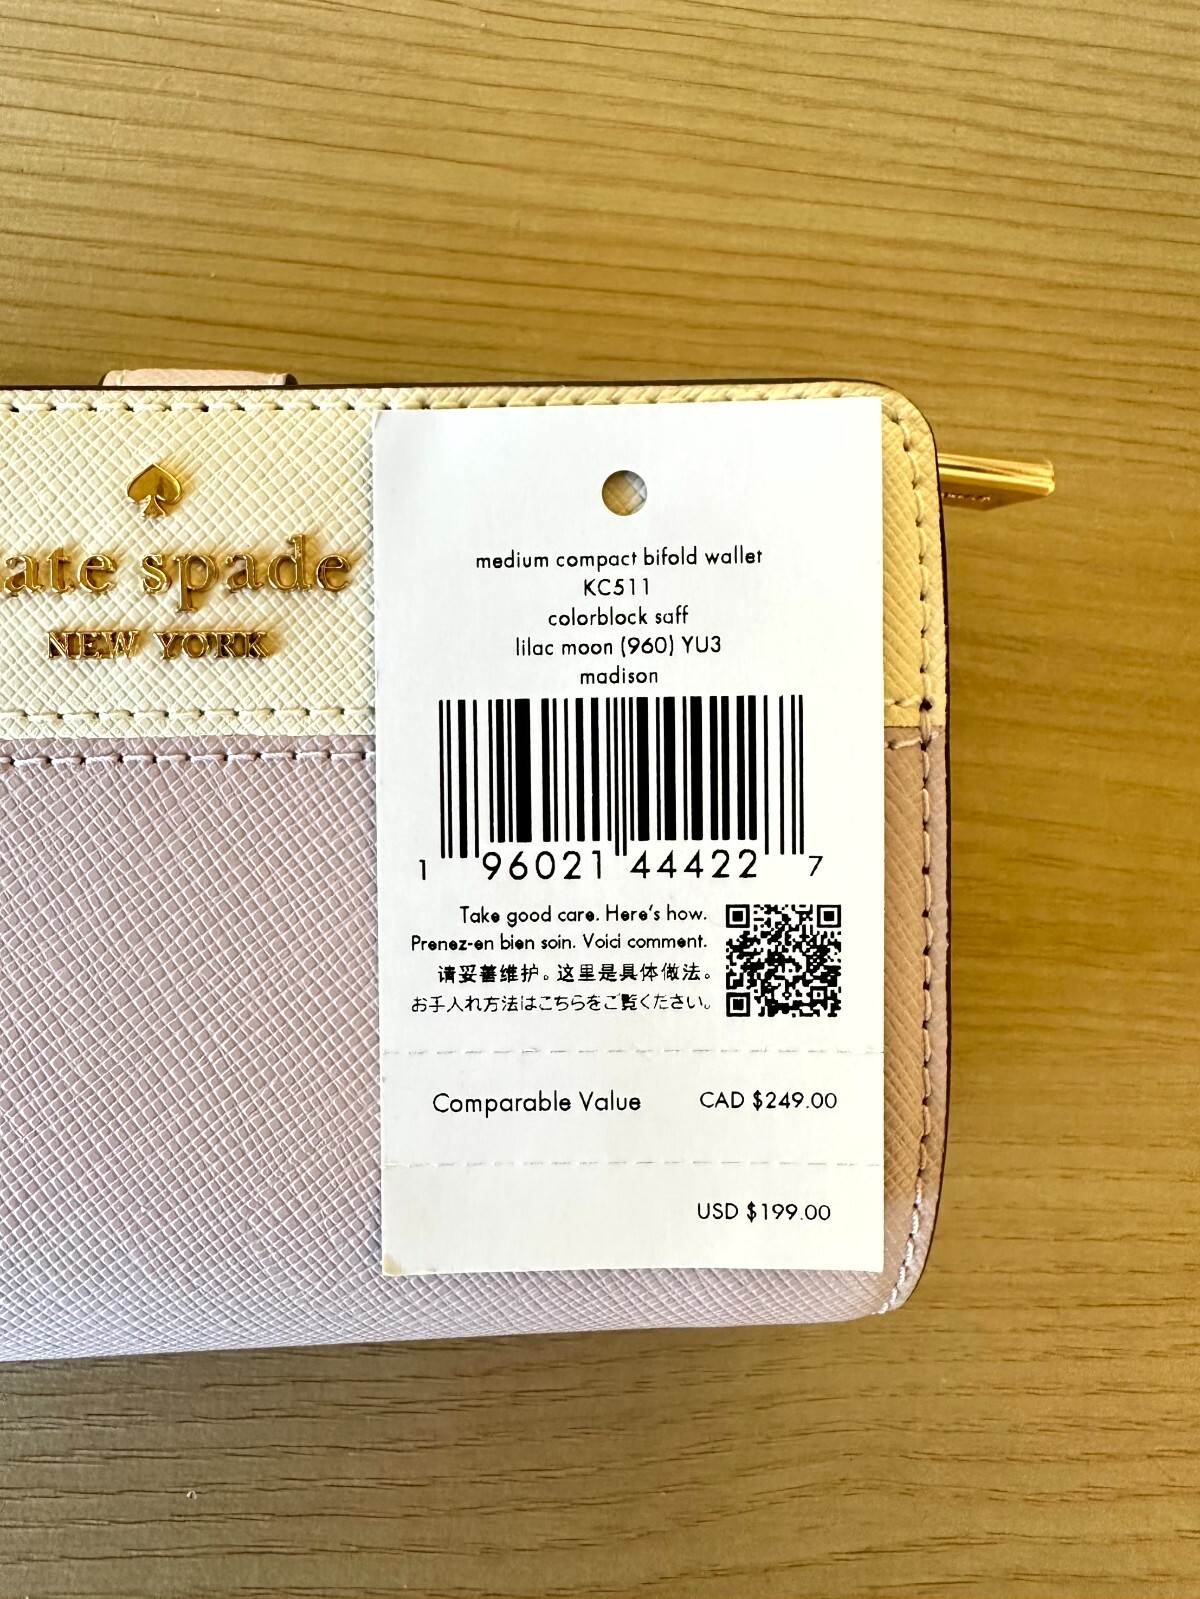 ate spade
NEW YORK
medium compact bifold wallet
KC511
colorblock saff
lilac moon (960) YU3
madison
1 96021 44422 7
Take good care. Here's how.
Prenez-en bien soin. Voici comment.
请妥善维护。这里是具体做法。
お手入れ方法はこちらをご覧ください。
Comparable Value CAD $249.00
USD $199.00